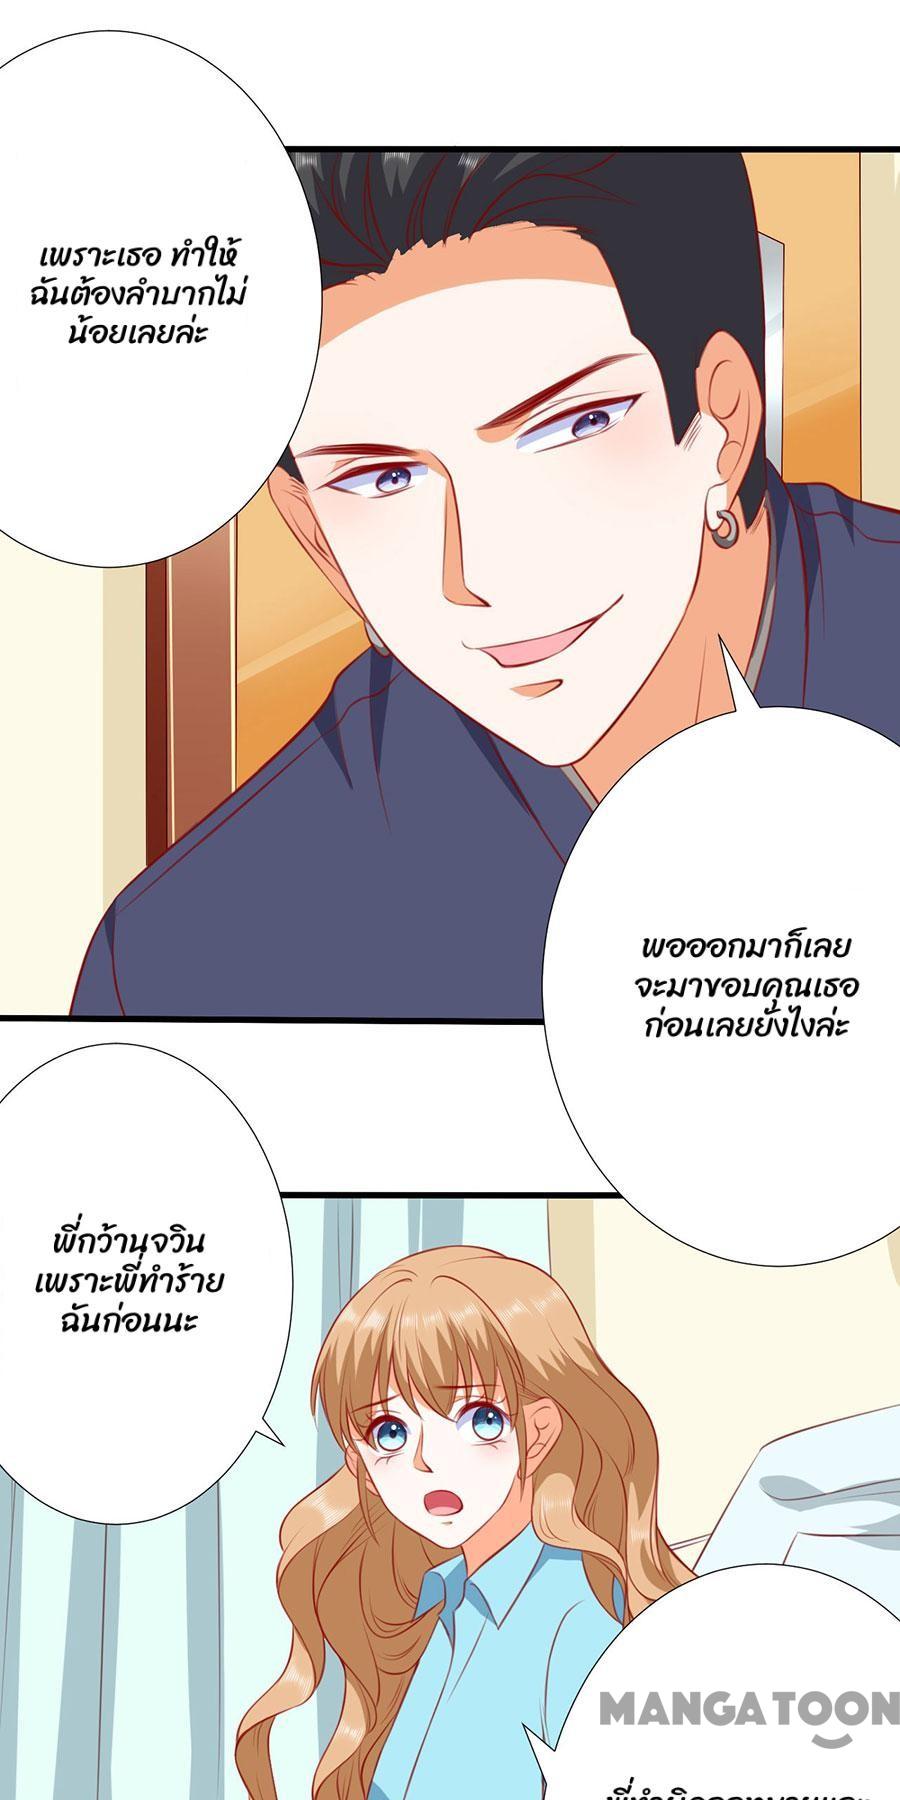 เพราะเธอ ทำให้
ฉันต้องลำบากไม่
น้อยเลยล่ะ
พอออกมาก็เลย
จะมาขอบคุณเธอ
ก่อนเลยยังไงล่ะ
พี่กว้านจวิน
เพราะพี่ทำร้าย
ฉันก่อนนะ
MANGATOON